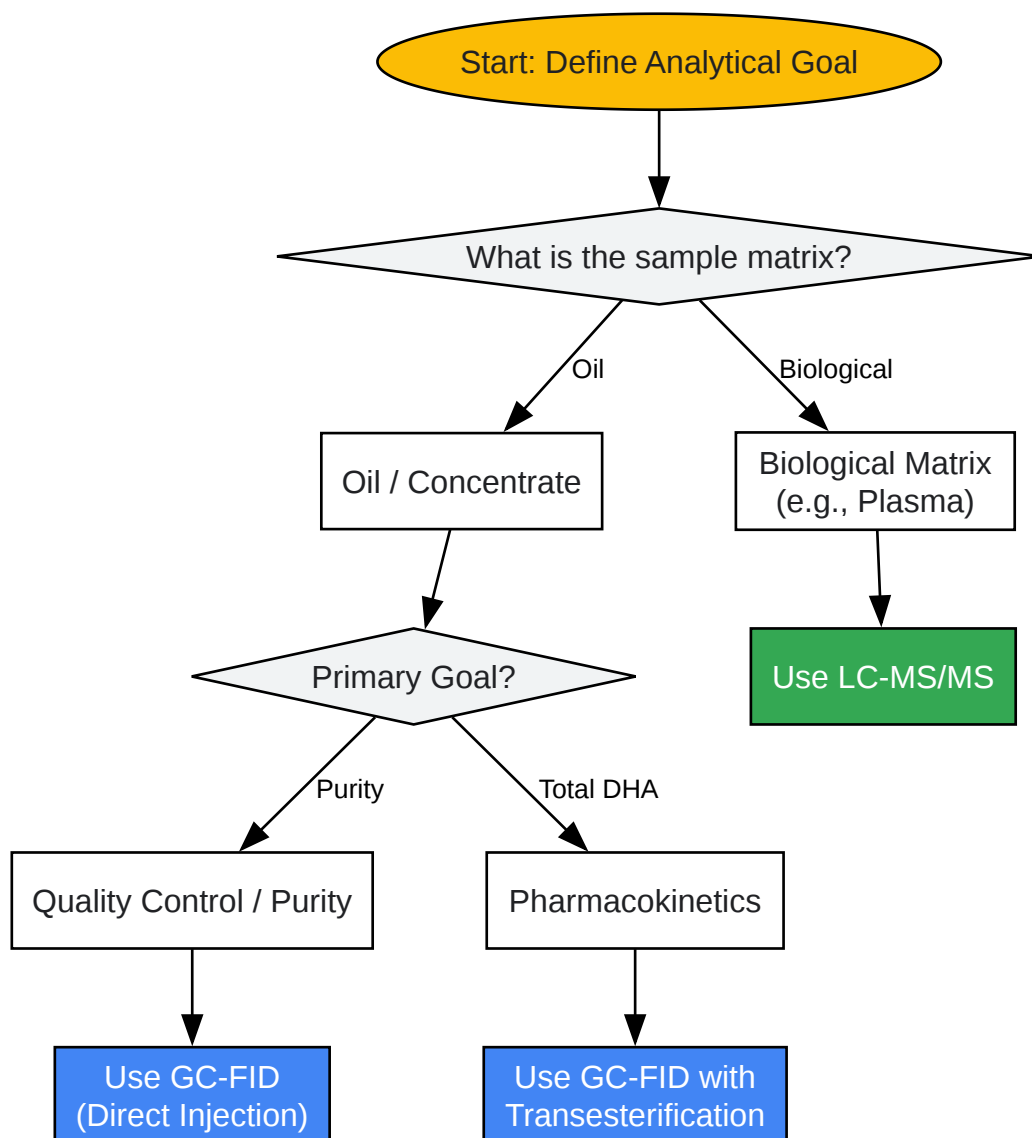 Start: Define Analytical Goal
What is the sample matrix?
Oil
Biological
Oil / Concentrate
Biological Matrix
(e.g., Plasma)
Primary Goal?
Use LC-MS/MS
Purity
Total DHA
Quality Control / Purity
Pharmacokinetics
Use GC-FID
(Direct Injection)
Use GC-FID with
Transesterification